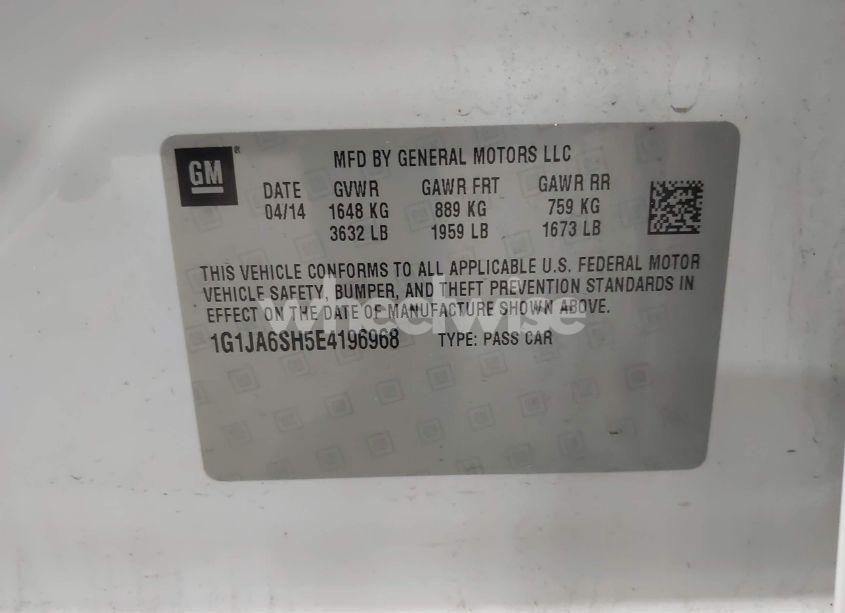 GM®
MFD BY GENERAL MOTORS LLC
DATE GVWR GAWR FRT GAWR RR
04/14 1648 KG 889 KG 759 KG
3632 LB 1959 LB 1673 LB
THIS VEHICLE CONFORMS TO ALL APPLICABLE U.S. FEDERAL MOTOR
VEHICLE SAFETY, BUMPER, AND THEFT PREVENTION STANDARDS IN
EFFECT ON THE DATE OF MANUFACTURE SHOWN ABOVE.
wheelwise
1G1JA6SH5E4196968 TYPE: PASS CAR